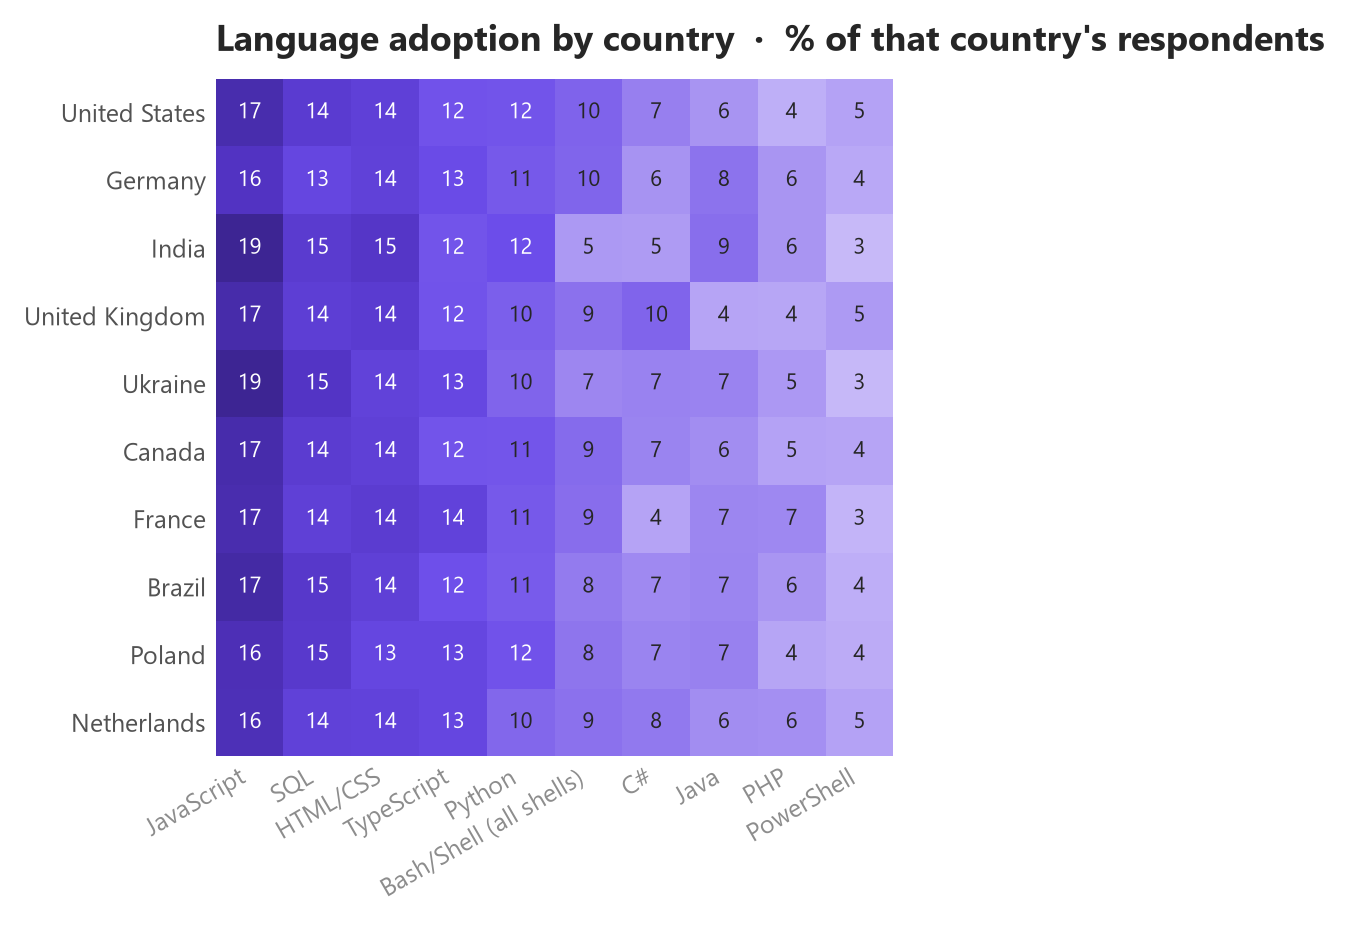 Language adoption by country · % of that country's respondents
United States 17 14 14 12 12 10 7 6 4 5
Germany 16 13 14 13 11 10 6 8 6 4
India 19 15 15 12 12 5 5 9 6 3
United Kingdom 17 14 14 12 10 9 10 4 4 5
Ukraine 19 15 14 13 10 7 7 7 5 3
Canada 17 14 14 12 11 9 7 6 5 4
France 17 14 14 14 11 9 4 7 7 3
Brazil 17 15 14 12 11 8 7 7 6 4
Poland 16 15 13 13 12 8 7 7 4 4
Netherlands 16 14 14 13 10 9 8 6 6 5
JavaScript
SQL
HTML/CSS
TypeScript
Python
Bash/Shell (all shells)
C#
Java
PHP
PowerShell